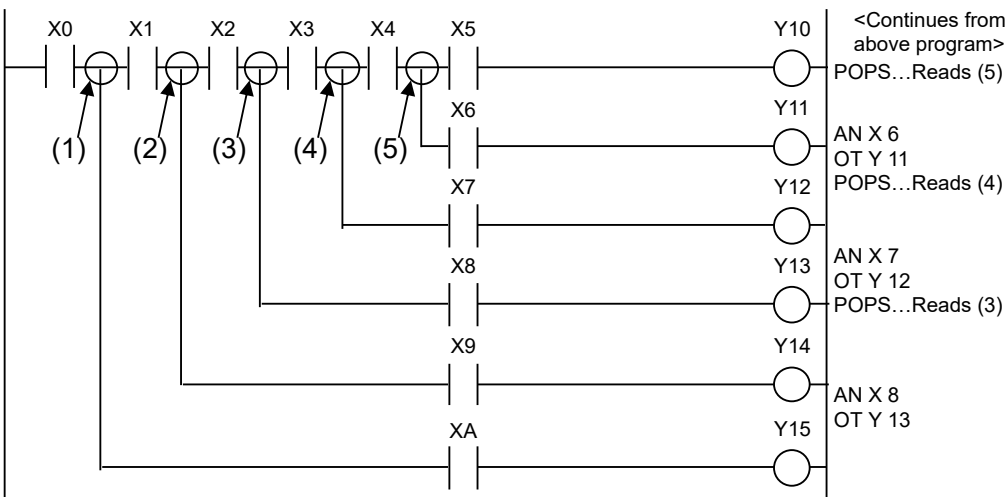 X0 X1 X2 X3 X4 X5 Y10
<Continues from
above program>
POPS…Reads (5)
(1) (2) (3) (4) (5)
X6 Y11
AN X 6
OT Y 11
POPS…Reads (4)
X7 Y12
AN X 7
OT Y 12
POPS…Reads (3)
X8 Y13
X9 Y14
AN X 8
OT Y 13
XA Y15